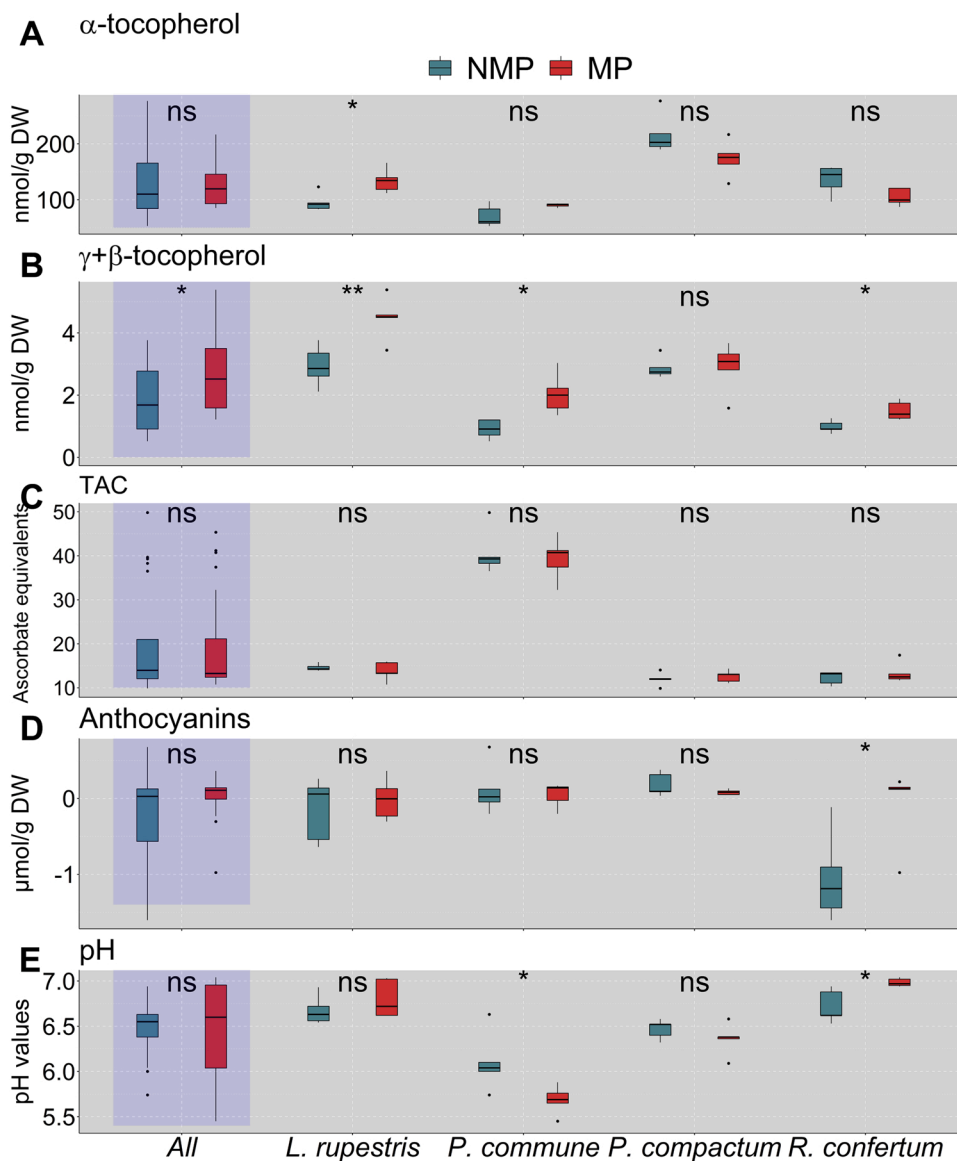 A α-tocopherol
NMP MP
nmol/g DW
200
100
ns * ns ns ns
B γ+β-tocopherol
nmol/g DW
4
2
0
* ** * ns *
C TAC
Ascorbate equivalents
50
40
30
20
10
ns ns ns ns ns
D Anthocyanins
μmol/g DW
0
-1
ns ns ns ns *
E pH
pH values
7.0
6.5
6.0
5.5
ns ns * ns *
All L. rupestris P. commune P. compactum R. confertum